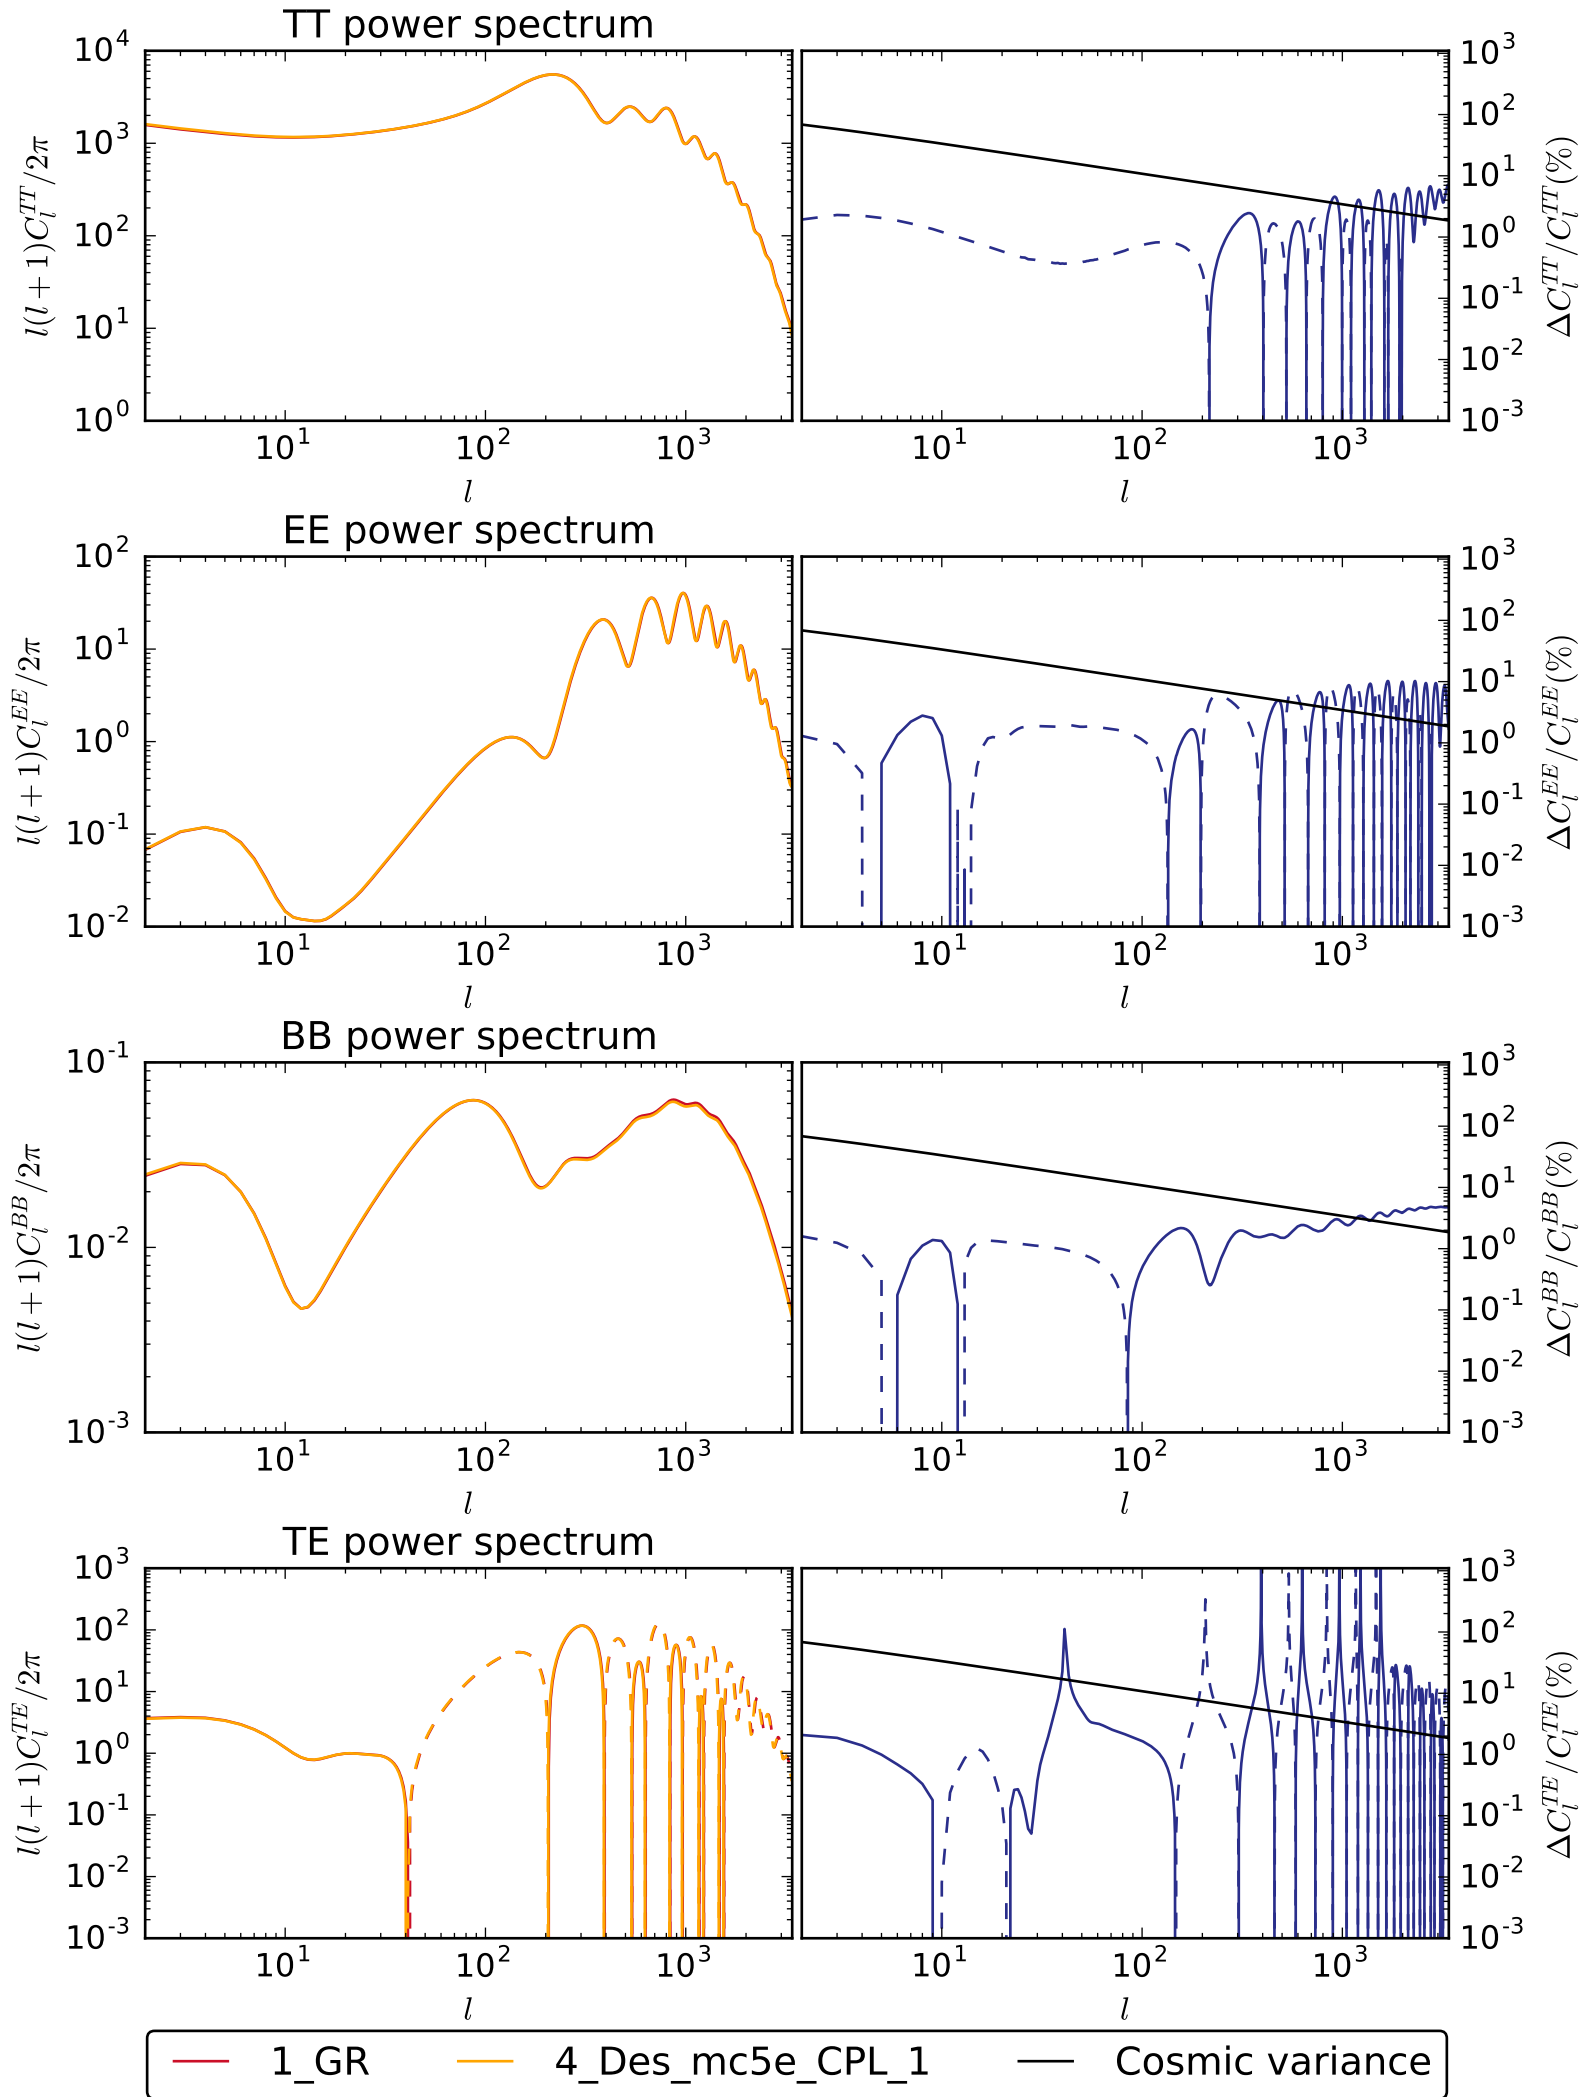 TT power spectrum
l(l+1)C_l^{TT}/2π
10^4
10^3
10^2
10^1
10^0
10^1 10^2 10^3
l
10^1 10^2 10^3
l
10^3
10^2
10^1
10^0
10^-1
10^-2
10^-3
ΔC_l^{TT}/C_l^{TT}(%)
EE power spectrum
l(l+1)C_l^{EE}/2π
10^2
10^1
10^0
10^-1
10^-2
10^1 10^2 10^3
l
10^1 10^2 10^3
l
10^3
10^2
10^1
10^0
10^-1
10^-2
10^-3
ΔC_l^{EE}/C_l^{EE}(%)
BB power spectrum
l(l+1)C_l^{BB}/2π
10^-1
10^-2
10^-3
10^1 10^2 10^3
l
10^1 10^2 10^3
l
10^3
10^2
10^1
10^0
10^-1
10^-2
10^-3
ΔC_l^{BB}/C_l^{BB}(%)
TE power spectrum
l(l+1)C_l^{TE}/2π
10^3
10^2
10^1
10^0
10^-1
10^-2
10^-3
10^1 10^2 10^3
l
10^1 10^2 10^3
l
10^3
10^2
10^1
10^0
10^-1
10^-2
10^-3
ΔC_l^{TE}/C_l^{TE}(%)
1_GR 4_Des_mc5e_CPL_1 Cosmic variance